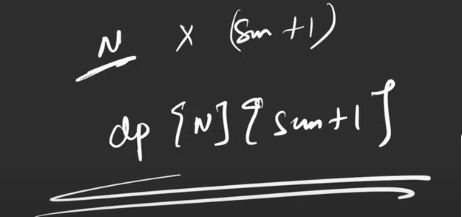 N × (sum + 1)
dp [N] [sum+1]